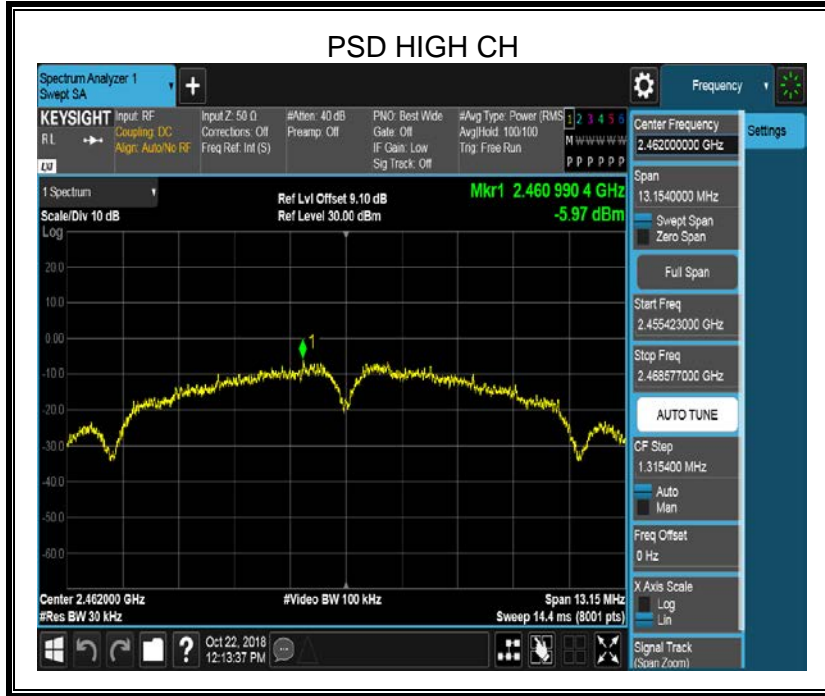 PSD HIGH CH
Spectrum Analyzer 1
Swept SA
+
Frequency
Settings
KEYSIGHT
RL
Input: RF
Coupling: DC
Align: Auto/No RF
Input Z: 50 Ω
Corrections: Off
Freq Ref: Int (S)
#Atten: 40 dB
Preamp: Off
PNO: Best Wide
Gate: Off
IF Gain: Low
Sig Track: Off
#Avg Type: Power (RMS
Avg|Hold: 100/100
Trig: Free Run
1 2 3 4 5 6
M W W W W W
P P P P P P
1 Spectrum
Scale/Div 10 dB
Log
Ref Lvl Offset 9.10 dB
Ref Level 30.00 dBm
Mkr1 2.460 990 4 GHz
-5.97 dBm
20.0
10.0
0.00
-10.0
-20.0
-30.0
-40.0
-50.0
-60.0
1
Center 2.462000 GHz
#Res BW 30 kHz
#Video BW 100 kHz
Span 13.15 MHz
Sweep 14.4 ms (8001 pts)
Center Frequency
2.462000000 GHz
Span
13.1540000 MHz
Swept Span
Zero Span
Full Span
Start Freq
2.455423000 GHz
Stop Freq
2.468577000 GHz
AUTO TUNE
CF Step
1.315400 MHz
Auto
Man
Freq Offset
0 Hz
X Axis Scale
Log
Lin
Signal Track
(Span Zoom)
?
Oct 22, 2018
12:13:37 PM